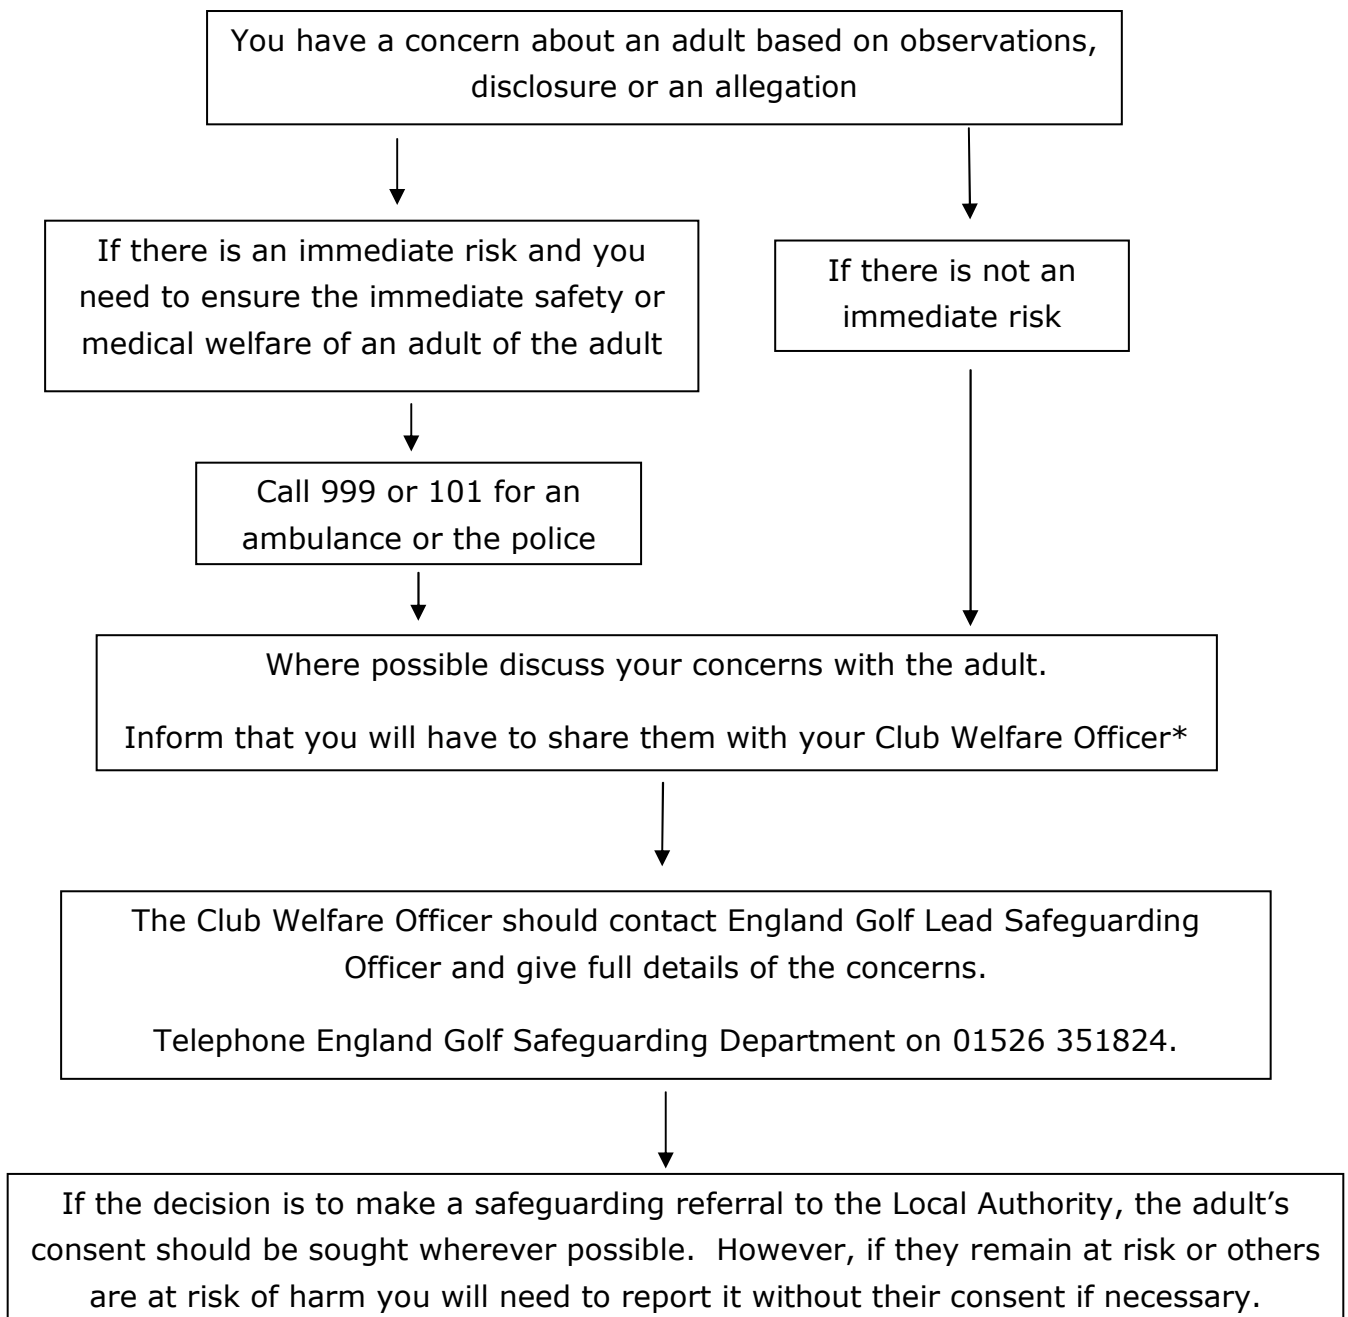 You have a concern about an adult based on observations,
disclosure or an allegation
If there is an immediate risk and you
need to ensure the immediate safety or
medical welfare of an adult of the adult
If there is not an
immediate risk
Call 999 or 101 for an
ambulance or the police
Where possible discuss your concerns with the adult.
Inform that you will have to share them with your Club Welfare Officer*
The Club Welfare Officer should contact England Golf Lead Safeguarding
Officer and give full details of the concerns.
Telephone England Golf Safeguarding Department on 01526 351824.
If the decision is to make a safeguarding referral to the Local Authority, the adult’s
consent should be sought wherever possible.  However, if they remain at risk or others
are at risk of harm you will need to report it without their consent if necessary.